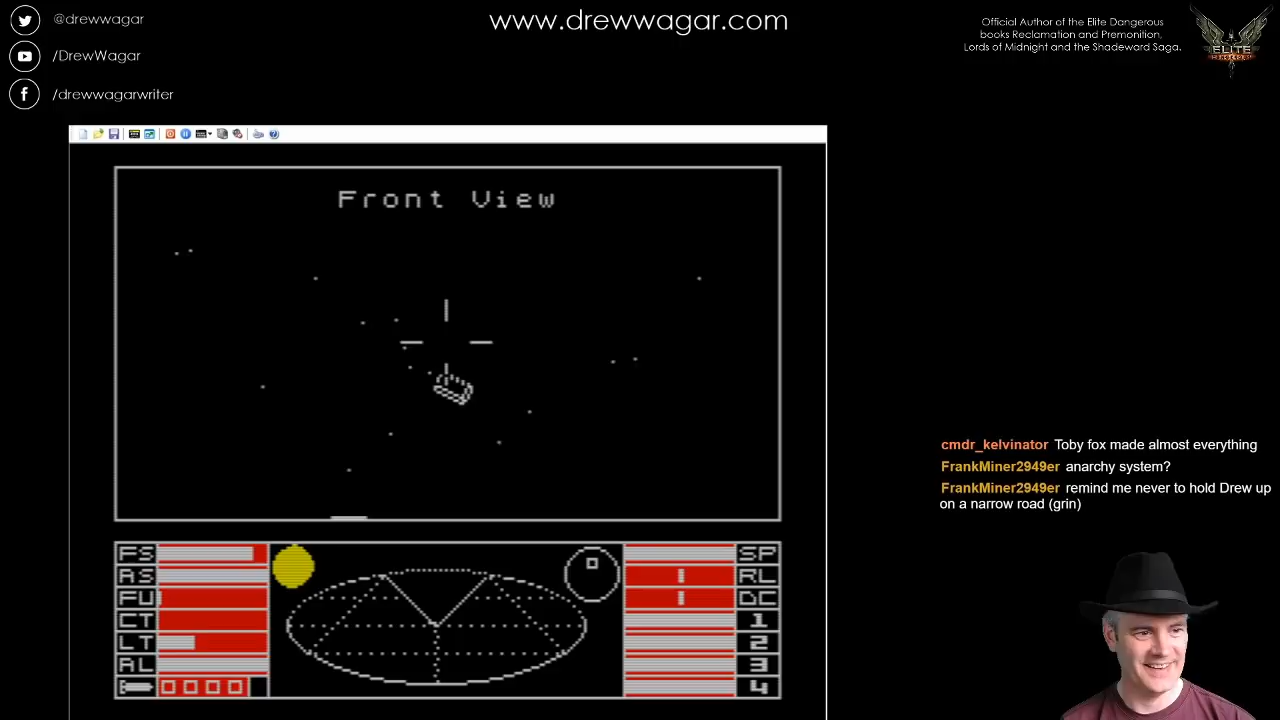 @drewwagar
/DrewWagar
/drewwagarwriter
www.drewwagar.com
Official Author of the Elite Dangerous
books Reclamation and Premonition,
Lords of Midnight and the Shadeward Saga.
ELITE
DANGEROUS
Front View
cmdr_kelvinator Toby fox made almost everything
FrankMiner2949er anarchy system?
FrankMiner2949er remind me never to hold Drew up
on a narrow road (grin)
FS
AS
FU
CT
LT
AL
SP
RL
DC
1
2
3
4